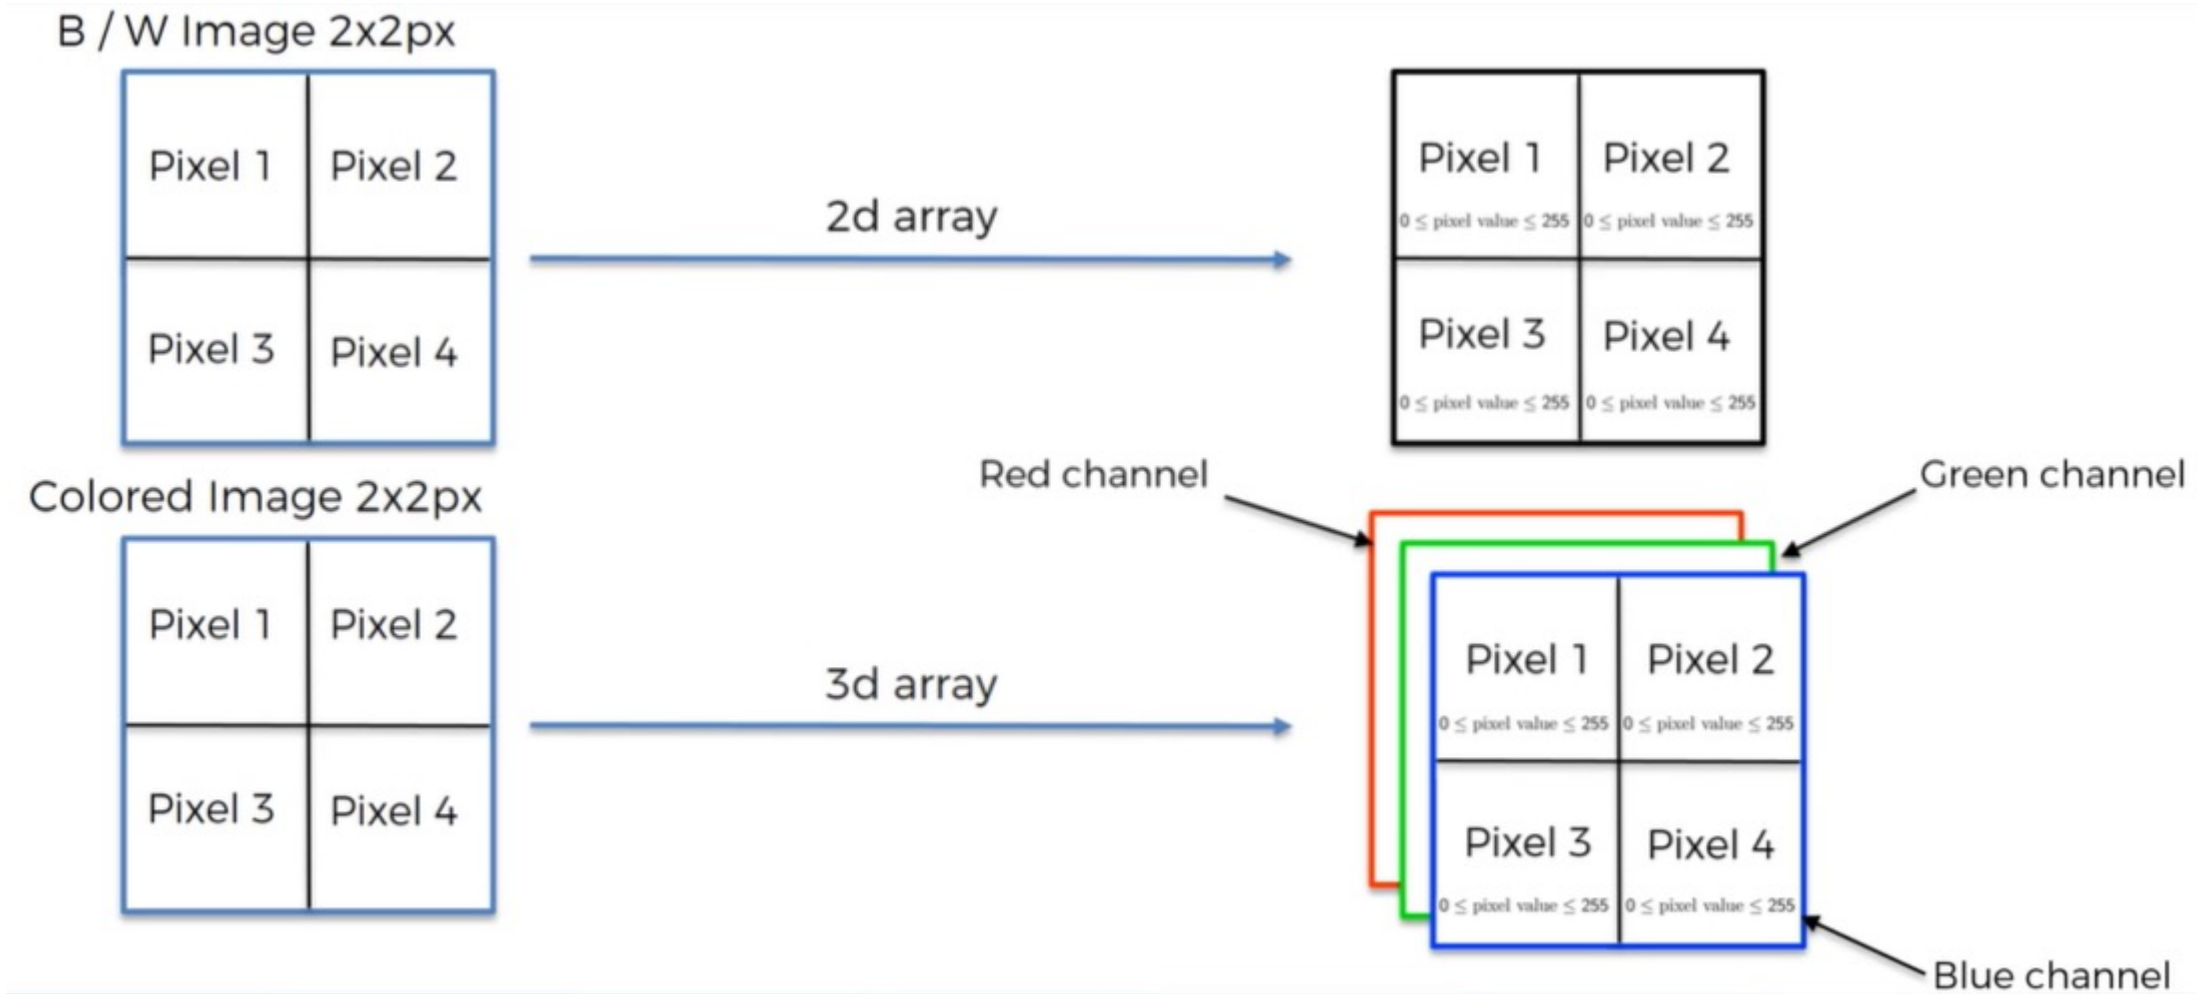 B / W Image 2x2px
Pixel 1 Pixel 2
Pixel 3 Pixel 4
2d array
Pixel 1 Pixel 2
0 ≤ pixel value ≤ 255 0 ≤ pixel value ≤ 255
Pixel 3 Pixel 4
0 ≤ pixel value ≤ 255 0 ≤ pixel value ≤ 255
Colored Image 2x2px
Pixel 1 Pixel 2
Pixel 3 Pixel 4
3d array
Red channel
Green channel
Pixel 1 Pixel 2
0 ≤ pixel value ≤ 255 0 ≤ pixel value ≤ 255
Pixel 3 Pixel 4
0 ≤ pixel value ≤ 255 0 ≤ pixel value ≤ 255
Blue channel